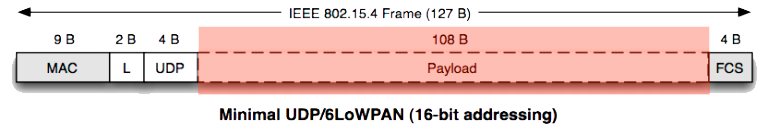 IEEE 802.15.4 Frame (127 B)
9 B 2 B 4 B 108 B 4 B
MAC L UDP Payload FCS
Minimal UDP/6LoWPAN (16-bit addressing)